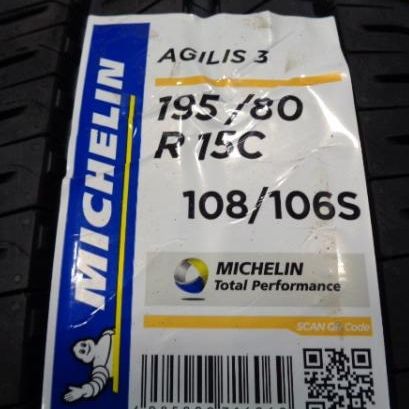 MICHELIN
AGILIS 3
195/80
R 15C
108/106S
MICHELIN
Total Performance
SCAN QR Code